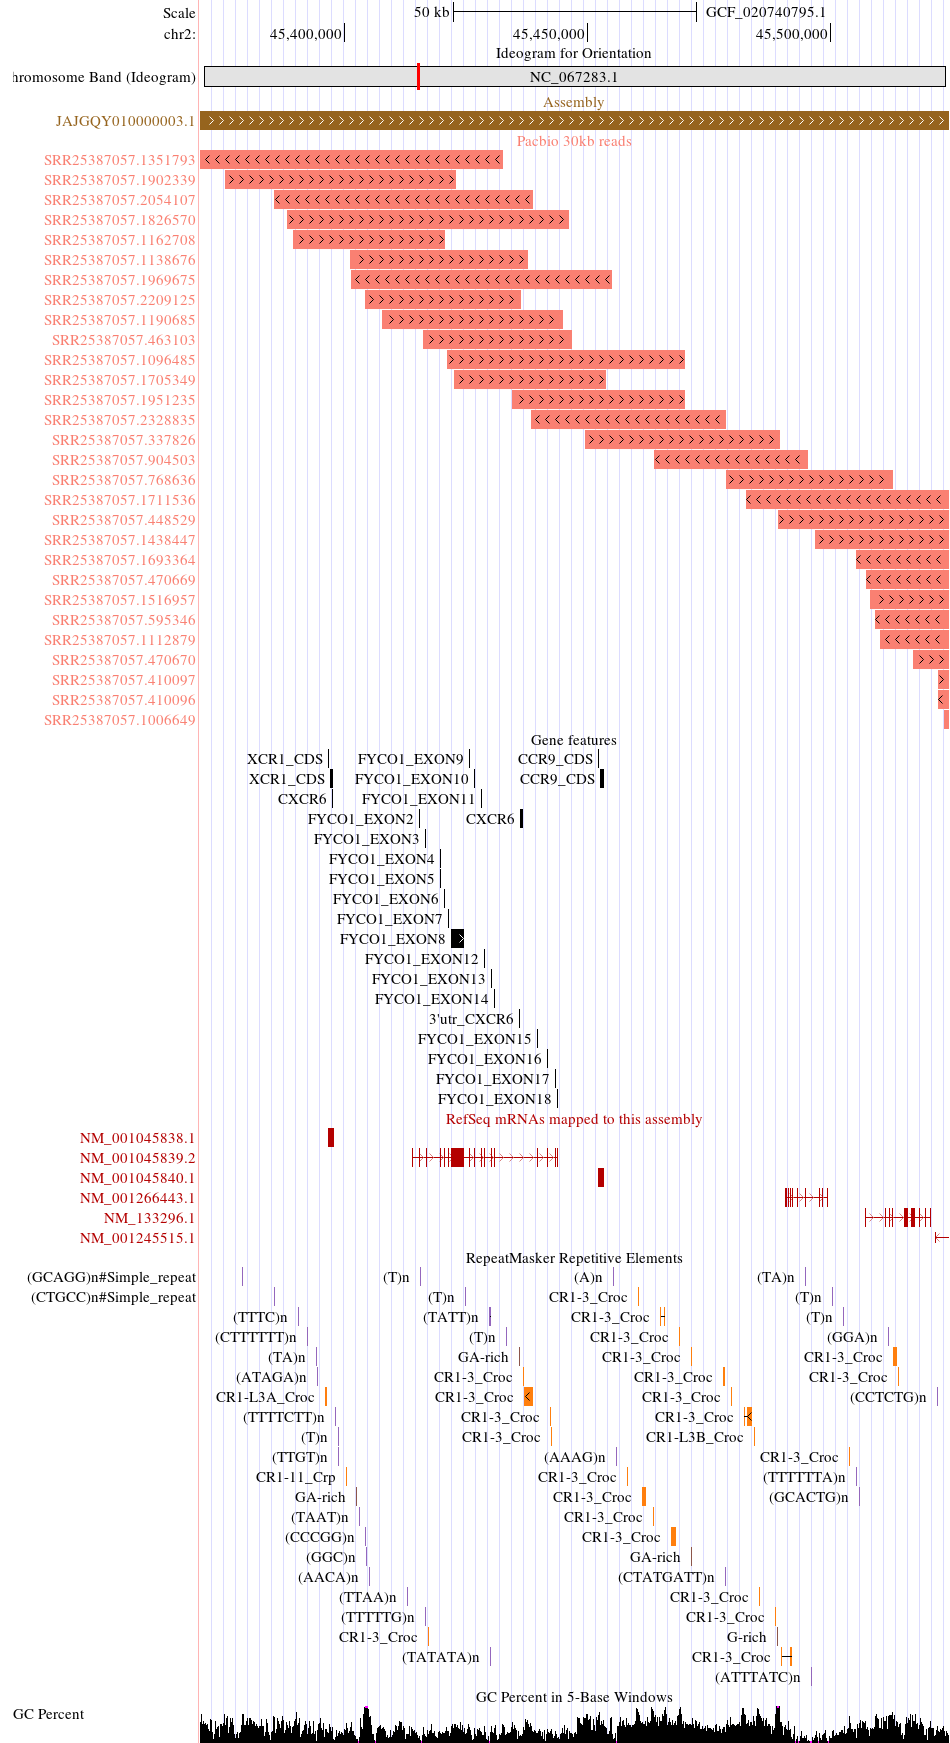 Scale 50 kb GCF_020740795.1
chr2: 45,400,000 45,450,000 45,500,000
Ideogram for Orientation
hromosome Band (Ideogram) NC_067283.1
Assembly
JAJGQY010000003.1
Pacbio 30kb reads
SRR25387057.1351793
SRR25387057.1902339
SRR25387057.2054107
SRR25387057.1826570
SRR25387057.1162708
SRR25387057.1138676
SRR25387057.1969675
SRR25387057.2209125
SRR25387057.1190685
SRR25387057.463103
SRR25387057.1096485
SRR25387057.1705349
SRR25387057.1951235
SRR25387057.2328835
SRR25387057.337826
SRR25387057.904503
SRR25387057.768636
SRR25387057.1711536
SRR25387057.448529
SRR25387057.1438447
SRR25387057.1693364
SRR25387057.470669
SRR25387057.1516957
SRR25387057.595346
SRR25387057.1112879
SRR25387057.470670
SRR25387057.410097
SRR25387057.410096
SRR25387057.1006649
Gene features
XCR1_CDS FYCO1_EXON9 CCR9_CDS
XCR1_CDS FYCO1_EXON10 CCR9_CDS
CXCR6 FYCO1_EXON11
FYCO1_EXON2 CXCR6
FYCO1_EXON3
FYCO1_EXON4
FYCO1_EXON5
FYCO1_EXON6
FYCO1_EXON7
FYCO1_EXON8
FYCO1_EXON12
FYCO1_EXON13
FYCO1_EXON14
3'utr_CXCR6
FYCO1_EXON15
FYCO1_EXON16
FYCO1_EXON17
FYCO1_EXON18
RefSeq mRNAs mapped to this assembly
NM_001045838.1
NM_001045839.2
NM_001045840.1
NM_001266443.1
NM_133296.1
NM_001245515.1
RepeatMasker Repetitive Elements
(GCAGG)n#Simple_repeat (T)n (A)n (TA)n
(CTGCC)n#Simple_repeat (T)n CR1-3_Croc (T)n
(TTTC)n (TATT)n CR1-3_Croc (T)n
(CTTTTTT)n (T)n CR1-3_Croc (GGA)n
(TA)n GA-rich CR1-3_Croc CR1-3_Croc
(ATAGA)n CR1-3_Croc CR1-3_Croc CR1-3_Croc
CR1-L3A_Croc CR1-3_Croc CR1-3_Croc (CCTCTG)n
(TTTTCTT)n CR1-3_Croc CR1-3_Croc
(T)n CR1-3_Croc CR1-L3B_Croc
(TTGT)n (AAAG)n CR1-3_Croc
CR1-11_Crp CR1-3_Croc (TTTTTTA)n
GA-rich CR1-3_Croc (GCACTG)n
(TAAT)n CR1-3_Croc
(CCCGG)n CR1-3_Croc
(GGC)n GA-rich
(AACA)n (CTATGATT)n
(TTAA)n CR1-3_Croc
(TTTTTG)n CR1-3_Croc
CR1-3_Croc G-rich
(TATATA)n CR1-3_Croc
(ATTTATC)n
GC Percent in 5-Base Windows
GC Percent